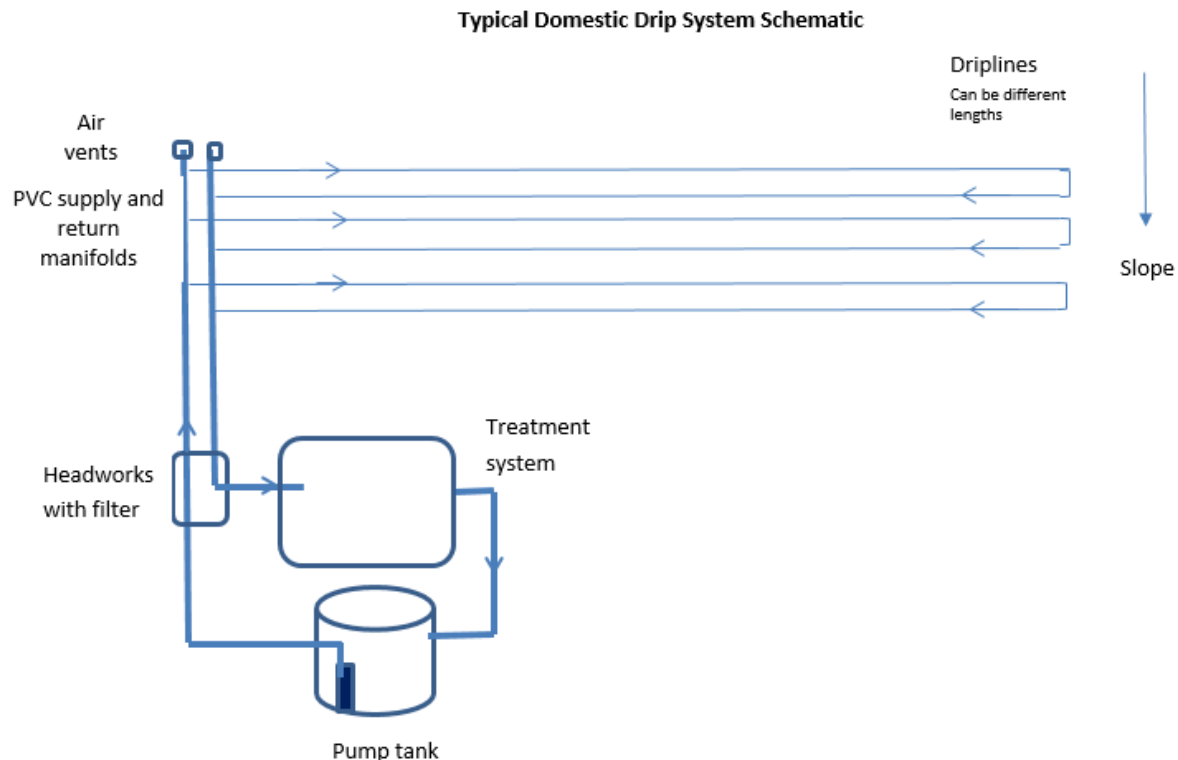 Typical Domestic Drip System Schematic
Driplines
Can be different
lengths
Air
vents
PVC supply and
return
manifolds
Slope
Treatment
system
Headworks
with filter
Pump tank